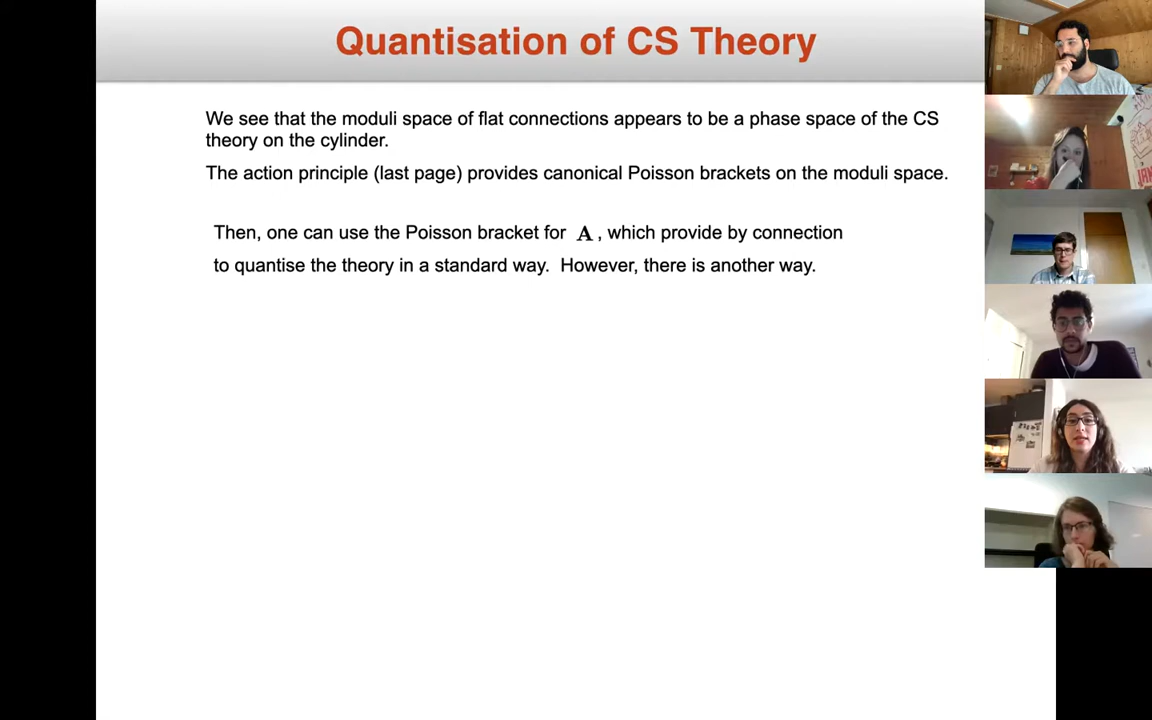 Quantisation of CS Theory
We see that the moduli space of flat connections appears to be a phase space of the CS
theory on the cylinder.
The action principle (last page) provides canonical Poisson brackets on the moduli space.
Then, one can use the Poisson bracket for A, which provide by connection
to quantise the theory in a standard way. However, there is another way.